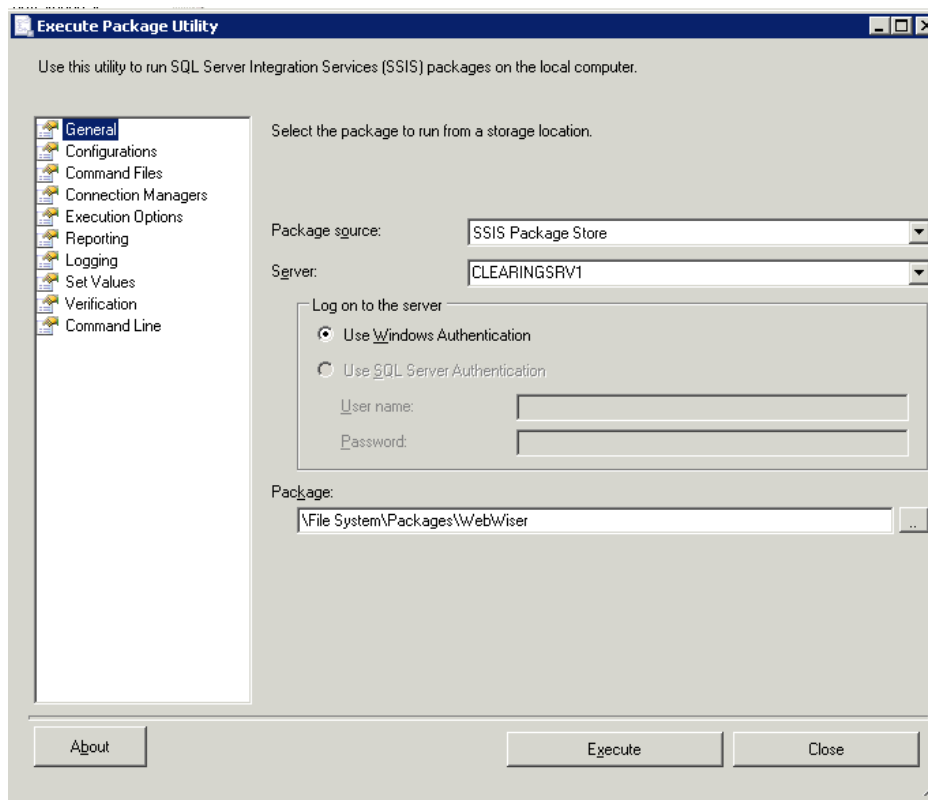 Execute Package Utility
Use this utility to run SQL Server Integration Services (SSIS) packages on the local computer.
General
Configurations
Command Files
Connection Managers
Execution Options
Reporting
Logging
Set Values
Verification
Command Line
Select the package to run from a storage location.
Package source:
SSIS Package Store
Server:
CLEARINGSRV1
Log on to the server
Use Windows Authentication
Use SQL Server Authentication
User name:
Password:
Package:
\File System\Packages\WebWiser
..
About
Execute
Close